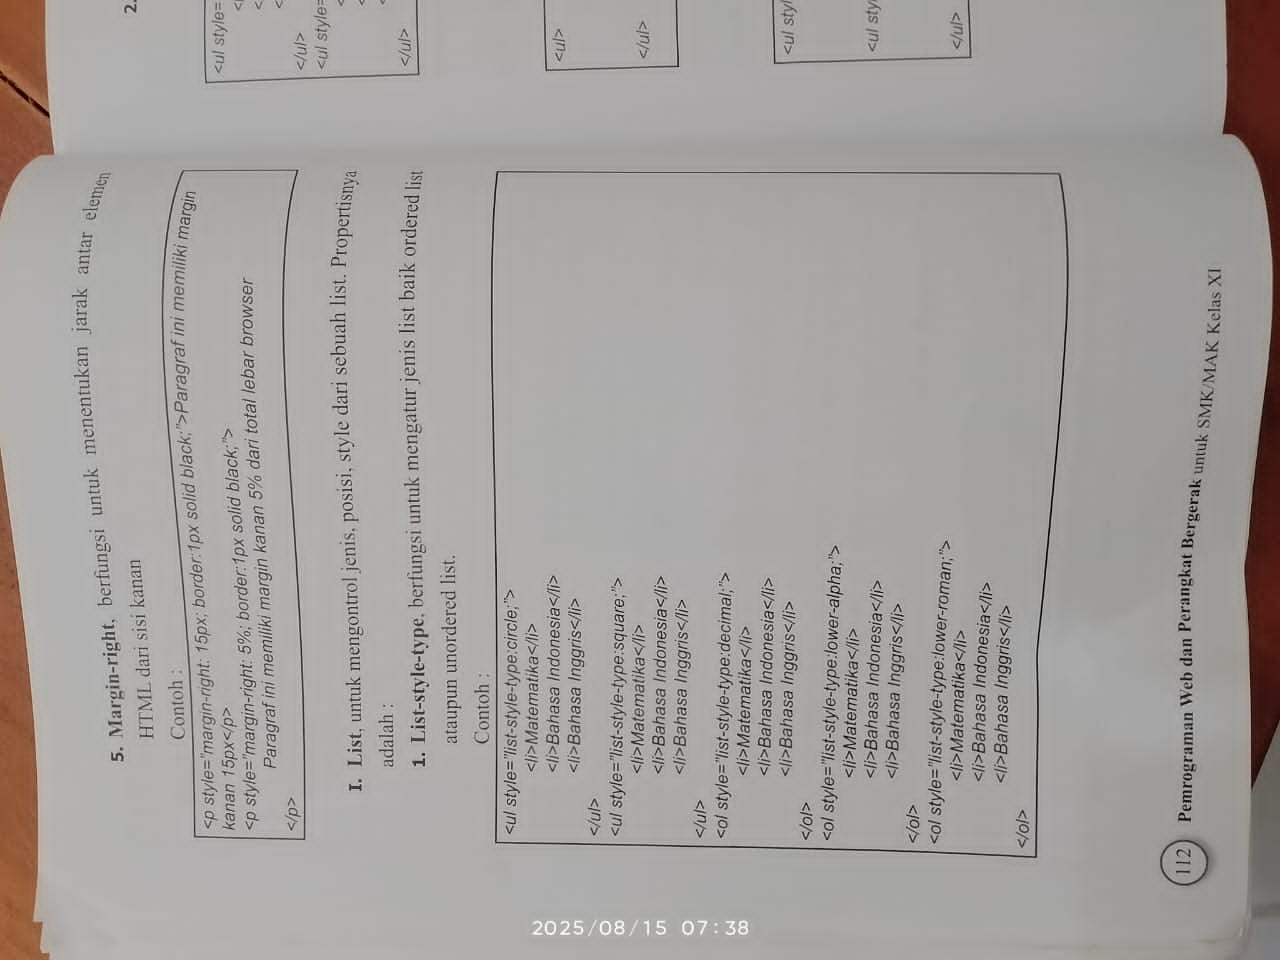 5. Margin-right, berfungsi untuk menentukan jarak antar elemen
HTML dari sisi kanan
Contoh :
<p style="margin-right: 15px; border:1px solid black;">Paragraf ini memiliki margin
kanan 15px</p>
<p style="margin-right: 5%; border:1px solid black;">
Paragraf ini memiliki margin kanan 5% dari total lebar browser
</p>
I. List, untuk mengontrol jenis, posisi, style dari sebuah list. Propertisnya
adalah :
1. List-style-type, berfungsi untuk mengatur jenis list baik ordered list
ataupun unordered list.
Contoh :
<ul style="list-style-type:circle;">
<li>Matematika</li>
<li>Bahasa Indonesia</li>
<li>Bahasa Inggris</li>
</ul>
<ul style="list-style-type:square;">
<li>Matematika</li>
<li>Bahasa Indonesia</li>
<li>Bahasa Inggris</li>
</ul>
<ol style="list-style-type:decimal;">
<li>Matematika</li>
<li>Bahasa Indonesia</li>
<li>Bahasa Inggris</li>
</ol>
<ol style="list-style-type:lower-alpha;">
<li>Matematika</li>
<li>Bahasa Indonesia</li>
<li>Bahasa Inggris</li>
</ol>
<ol style="list-style-type:lower-roman;">
<li>Matematika</li>
<li>Bahasa Indonesia</li>
<li>Bahasa Inggris</li>
</ol>
112 Pemrograman Web dan Perangkat Bergerak untuk SMK/MAK Kelas XI
2.
<ul style=
</ul>
<ul style=
</ul>
<ul>
</ul>
<ul styl
<ul sty
</ul>
2025/08/15 07:38